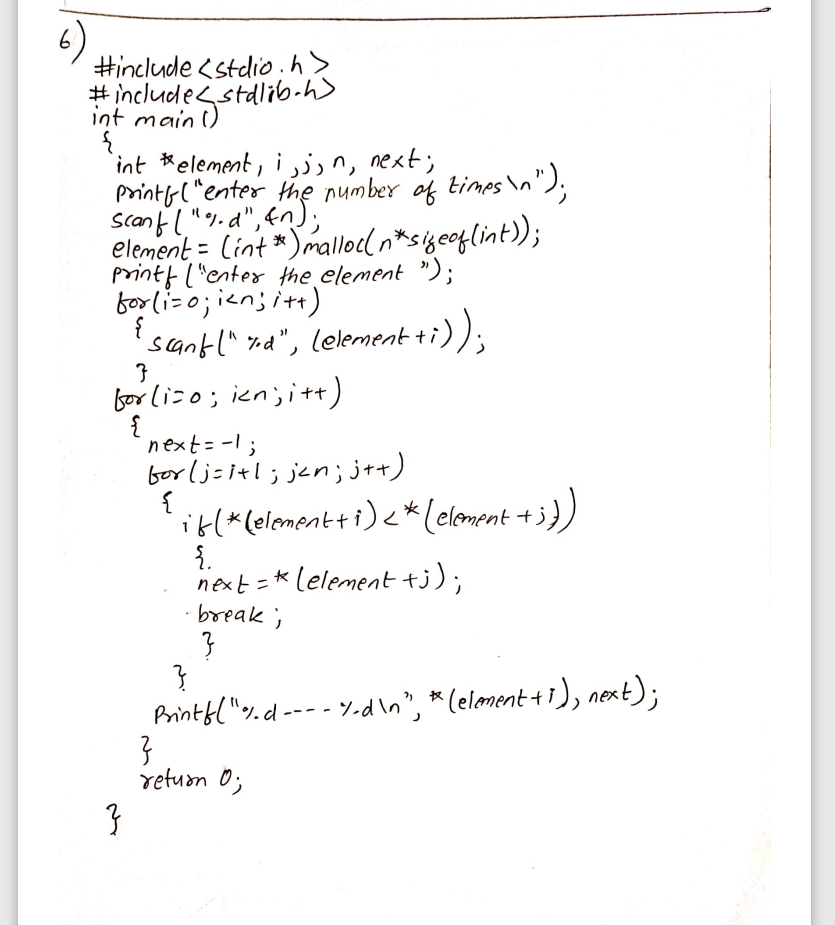 6)
#include<stdio.h>
#include<stdlib.h>
int main()
{
int *element, i,j,n, next;
printf("enter the number of times\n");
scanf("%d",&n);
element = (int*)malloc(n*sizeof(int));
printf("enter the element ");
for(i=0;i<n;i++)
{
scanf("%d", (element+i));
}
for(i=0; i<n;i++)
{
next=-1;
for(j=i+1; j<n; j++)
{
if(*(element+i)<*(element+j))
{
next=*(element+j);
break;
}
}
Printf("%d----%d\n", *(element+i), next);
}
return 0;
}